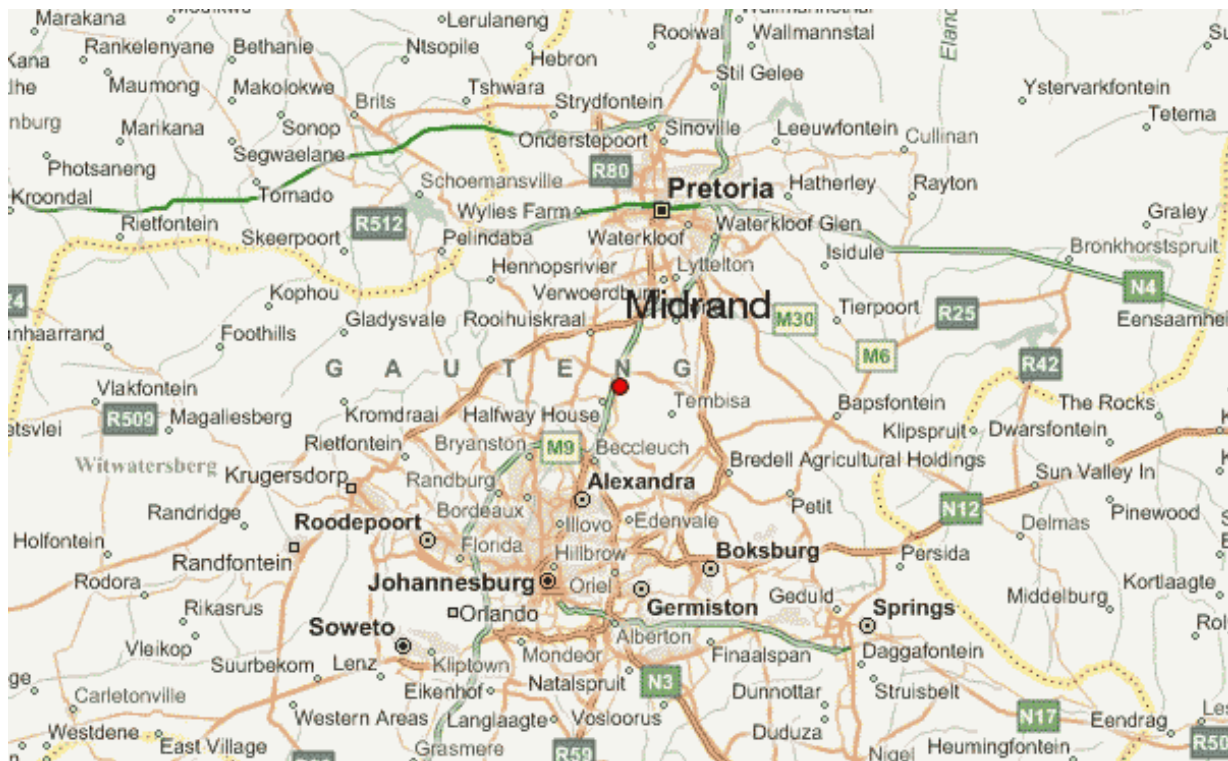 Marakana
Lerulaneng
Rooiwal
Wallmannstal
Rankelenyane
Bethanie
Ntsopile
Hebron
Kana
Maumong
Makolokwe
Brits
Tshwara
Strydfontein
Stil Gelee
Ystervarkfontein
Tetema
Marikana
Sonop
Onderstepoort
Sinoville
Leeuwfontein
Cullinan
Photsaneng
Segwaelane
R80
Kroondal
Tornado
Schoemansville
Pretoria
Hatherley
Rayton
Rietfontein
R512
Wylies Farm
Waterkloof Glen
Graley
Skeerpoort
Pelindaba
Waterkloof
Isidule
Bronkhorstspruit
Hennopsrivier
Lyttelton
N4
Kophou
Verwoerdburg
Midrand
Tierpoort
R25
Foothills
Gladysvale
Rooihuiskraal
M30
M6
R42
GAUTENG
Vlakfontein
R509
Magaliesberg
Kromdraai
Halfway House
Tembisa
Bapsfontein
The Rocks
Rietfontein
Bryanston
M9
Beccleuch
Klipspruit
Dwarsfontein
Witwatersberg
Krugersdorp
Randburg
Alexandra
Bredell Agricultural Holdings
Sun Valley In
Randridge
Roodepoort
Bordeaux
Illovo
Edenvale
Petit
N12
Pinewood
Delmas
Holfontein
Randfontein
Florida
Hillbrow
Boksburg
Persida
Rodora
Johannesburg
Oriel
Kortlaagte
Rikasrus
Orlando
Germiston
Geduld
Springs
Middelburg
Vleikop
Soweto
Alberton
Suurbekom
Lenz
Kliptown
Mondeor
Finaalspan
Daggafontein
Carletonville
Eikenhof
Natalspruit
N3
Dunnottar
Struisbelt
Western Areas
Langlaagte
Vosloorus
N17
Eendrag
Westdene
East Village
Grasmere
R59
Duduza
Nigel
Heumingfontein